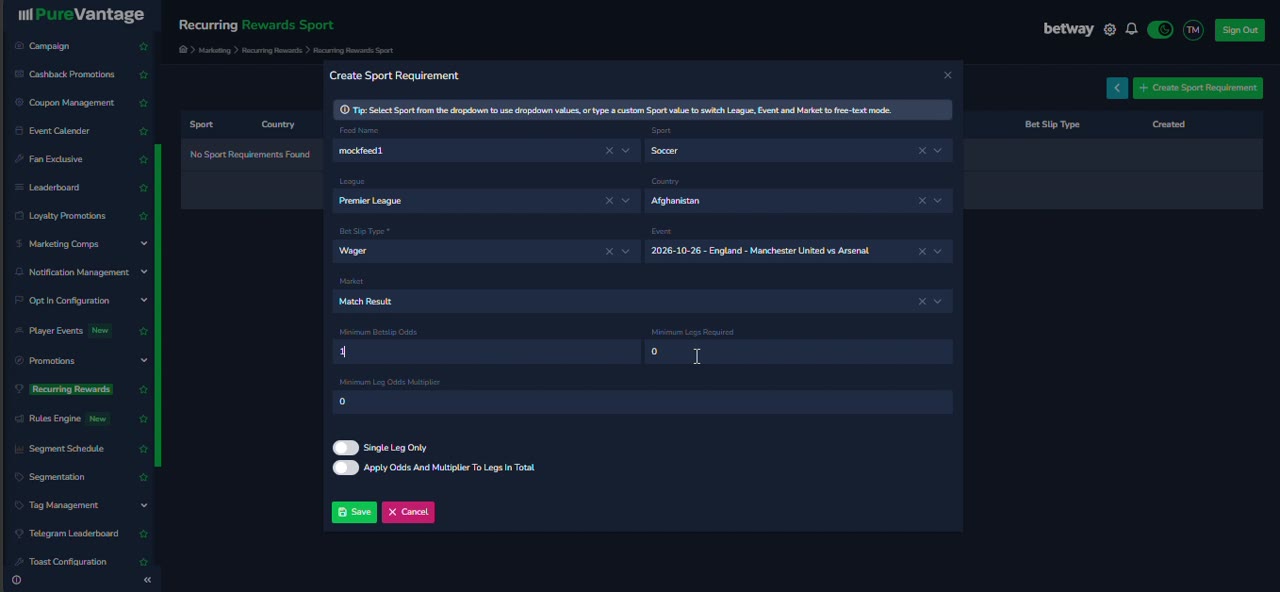 PureVantage
Campaign
Cashback Promotions
Coupon Management
Event Calender
Fan Exclusive
Leaderboard
Loyalty Promotions
Marketing Comps
Notification Management
Opt In Configuration
Player Events New
Promotions
Recurring Rewards
Rules Engine New
Segment Schedule
Segmentation
Tag Management
Telegram Leaderboard
Toast Configuration
Recurring Rewards Sport
Marketing > Recurring Rewards > Recurring Rewards Sport
betway TM Sign Out
+ Create Sport Requirement
Sport Country Bet Slip Type Created
No Sport Requirements Found
Create Sport Requirement
Tip: Select Sport from the dropdown to use dropdown values, or type a custom Sport value to switch League, Event and Market to free-text mode.
Feed Name Sport
mockfeed1 Soccer
League Country
Premier League Afghanistan
Bet Slip Type * Event
Wager 2026-10-26 - England - Manchester United vs Arsenal
Market
Match Result
Minimum Betslip Odds Minimum Legs Required
1 0
Minimum Leg Odds Multiplier
0
Single Leg Only
Apply Odds And Multiplier To Legs In Total
Save Cancel